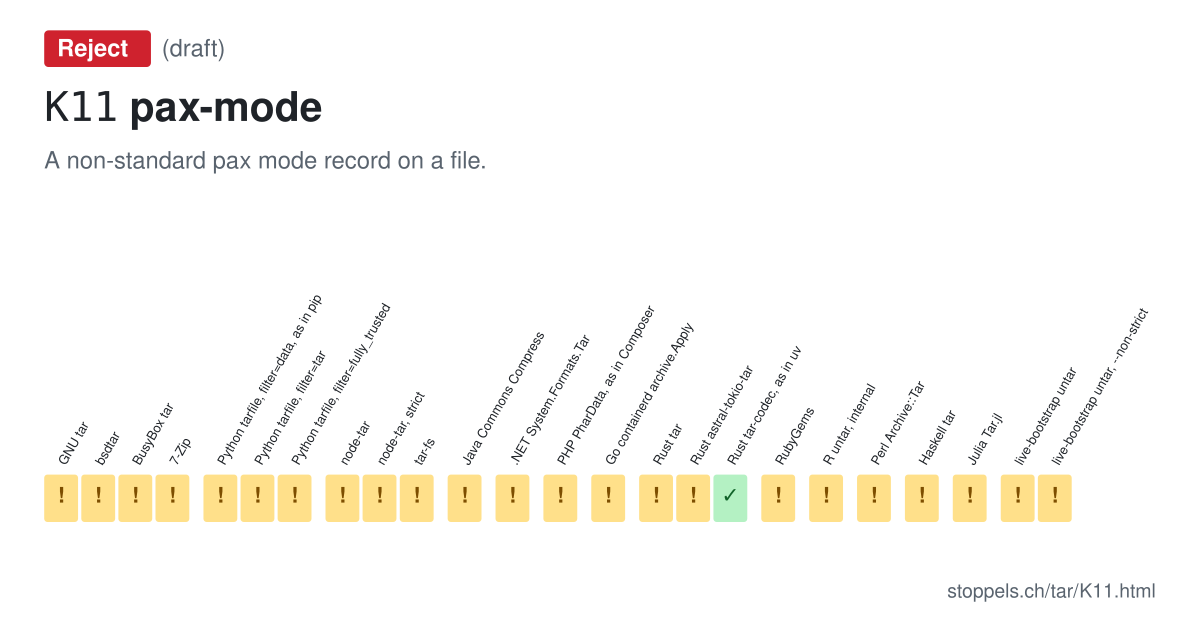 Reject (draft)
K11 pax-mode
A non-standard pax mode record on a file.
GNU tar
bsdtar
BusyBox tar
7-Zip
Python tarfile, filter=data, as in pip
Python tarfile, filter=tar
Python tarfile, filter=fully_trusted
node-tar
node-tar, strict
tar-fs
Java Commons Compress
.NET System.Formats.Tar
PHP PharData, as in Composer
Go containerd archive.Apply
Rust tar
Rust astral-tokio-tar
Rust tar-codec, as in uv
RubyGems
R untar, internal
Perl Archive::Tar
Haskell tar
Julia Tar.jl
live-bootstrap untar
live-bootstrap untar, --non-strict
! ! ! ! ! ! ! ! ! ! ! ! ! ! ! ! ✓ ! ! ! ! ! ! !
stoppels.ch/tar/K11.html